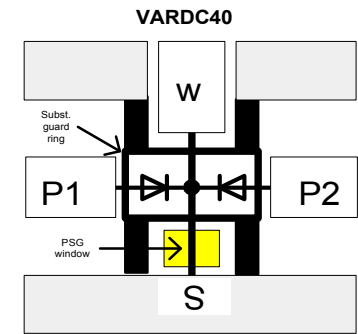 VARDC40
W
Subst.
guard
ring
P1
P2
PSG
window
S